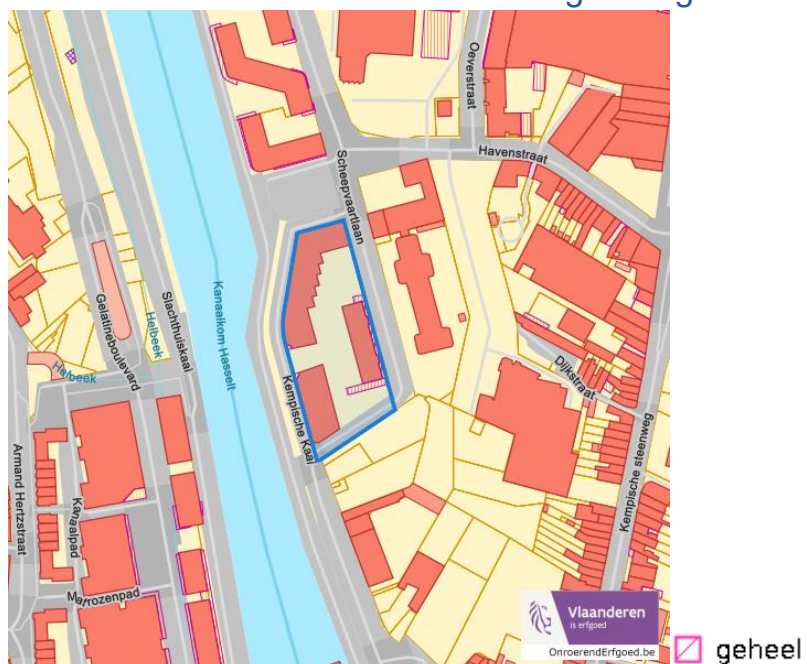 Oeverstraat
Havenstraat
Scheepvaartlaan
Gelatineboulevard
Helbeek
Slachthuiskaai
Kanaalkom Hasselt
Helbeek
Kempische Kaai
Dijkstraat
Armand Hertzstraat
Kanaalpad
Kempische steenweg
Matrozenpad
Vlaanderen
is erfgoed
OnroerendErfgoed.be
geheel